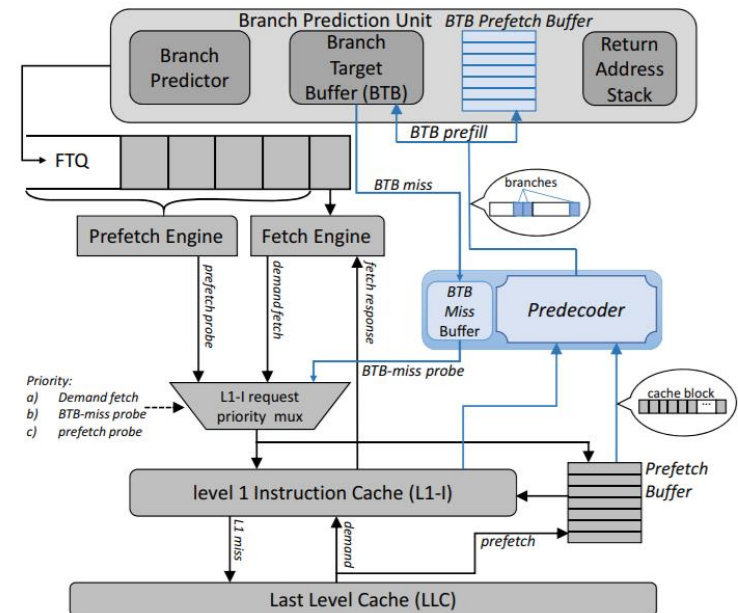 Branch Prediction Unit
BTB Prefetch Buffer
Branch
Predictor
Branch
Target
Buffer (BTB)
Return
Address
Stack
BTB prefill
FTQ
BTB miss
branches
Prefetch Engine
Fetch Engine
prefetch probe
demand fetch
fetch response
BTB
Miss
Buffer
Predecoder
BTB-miss probe
Priority:
a) Demand fetch
b) BTB-miss probe
c) prefetch probe
L1-I request
priority mux
cache block
...
level 1 Instruction Cache (L1-I)
Prefetch
Buffer
L1 miss
demand
prefetch
Last Level Cache (LLC)